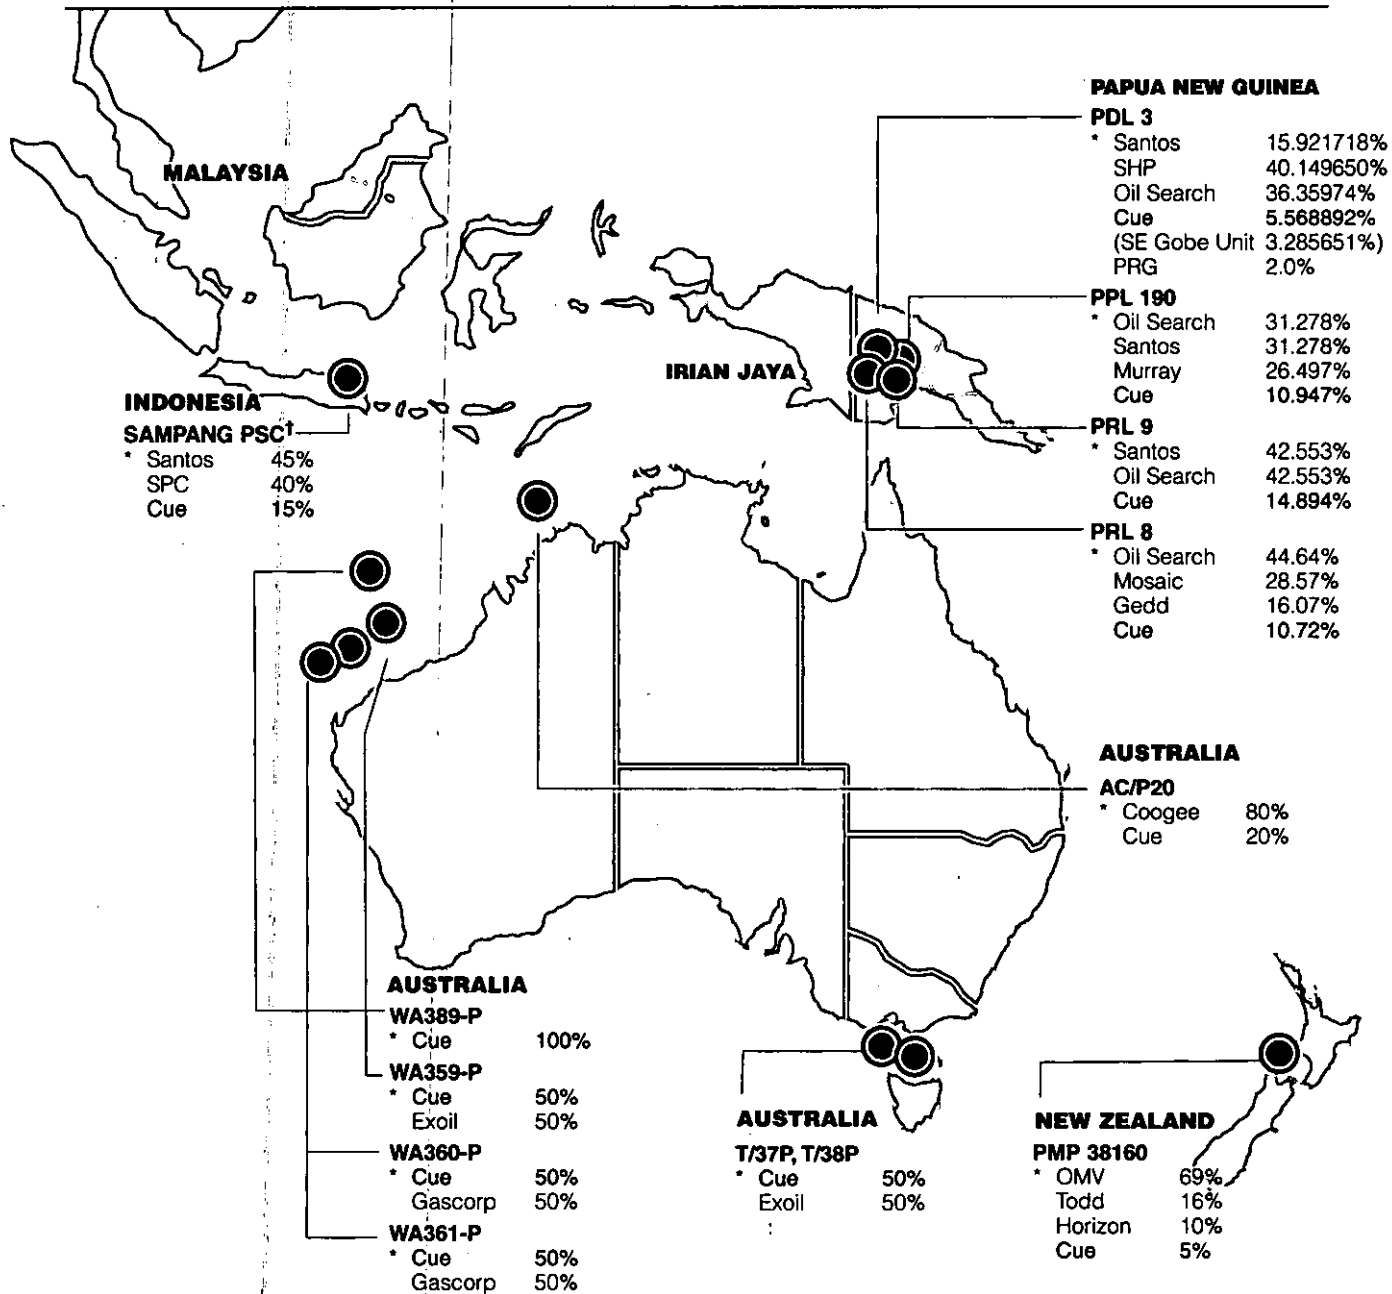 MALAYSIA
IRIAN JAYA
PAPUA NEW GUINEA
PDL 3
* Santos 15.921718%
SHP 40.149650%
Oil Search 36.35974%
Cue 5.568892%
(SE Gobe Unit 3.285651%)
PRG 2.0%
PPL 190
* Oil Search 31.278%
Santos 31.278%
Murray 26.497%
Cue 10.947%
PRL 9
* Santos 42.553%
Oil Search 42.553%
Cue 14.894%
PRL 8
* Oil Search 44.64%
Mosaic 28.57%
Gedd 16.07%
Cue 10.72%
INDONESIA
SAMPANG PSC†
* Santos 45%
SPC 40%
Cue 15%
AUSTRALIA
AC/P20
* Coogee 80%
Cue 20%
AUSTRALIA
WA389-P
* Cue 100%
WA359-P
* Cue 50%
Exoil 50%
WA360-P
* Cue 50%
Gascorp 50%
WA361-P
* Cue 50%
Gascorp 50%
AUSTRALIA
T/37P, T/38P
* Cue 50%
Exoil 50%
NEW ZEALAND
PMP 38160
* OMV 69%
Todd 16%
Horizon 10%
Cue 5%